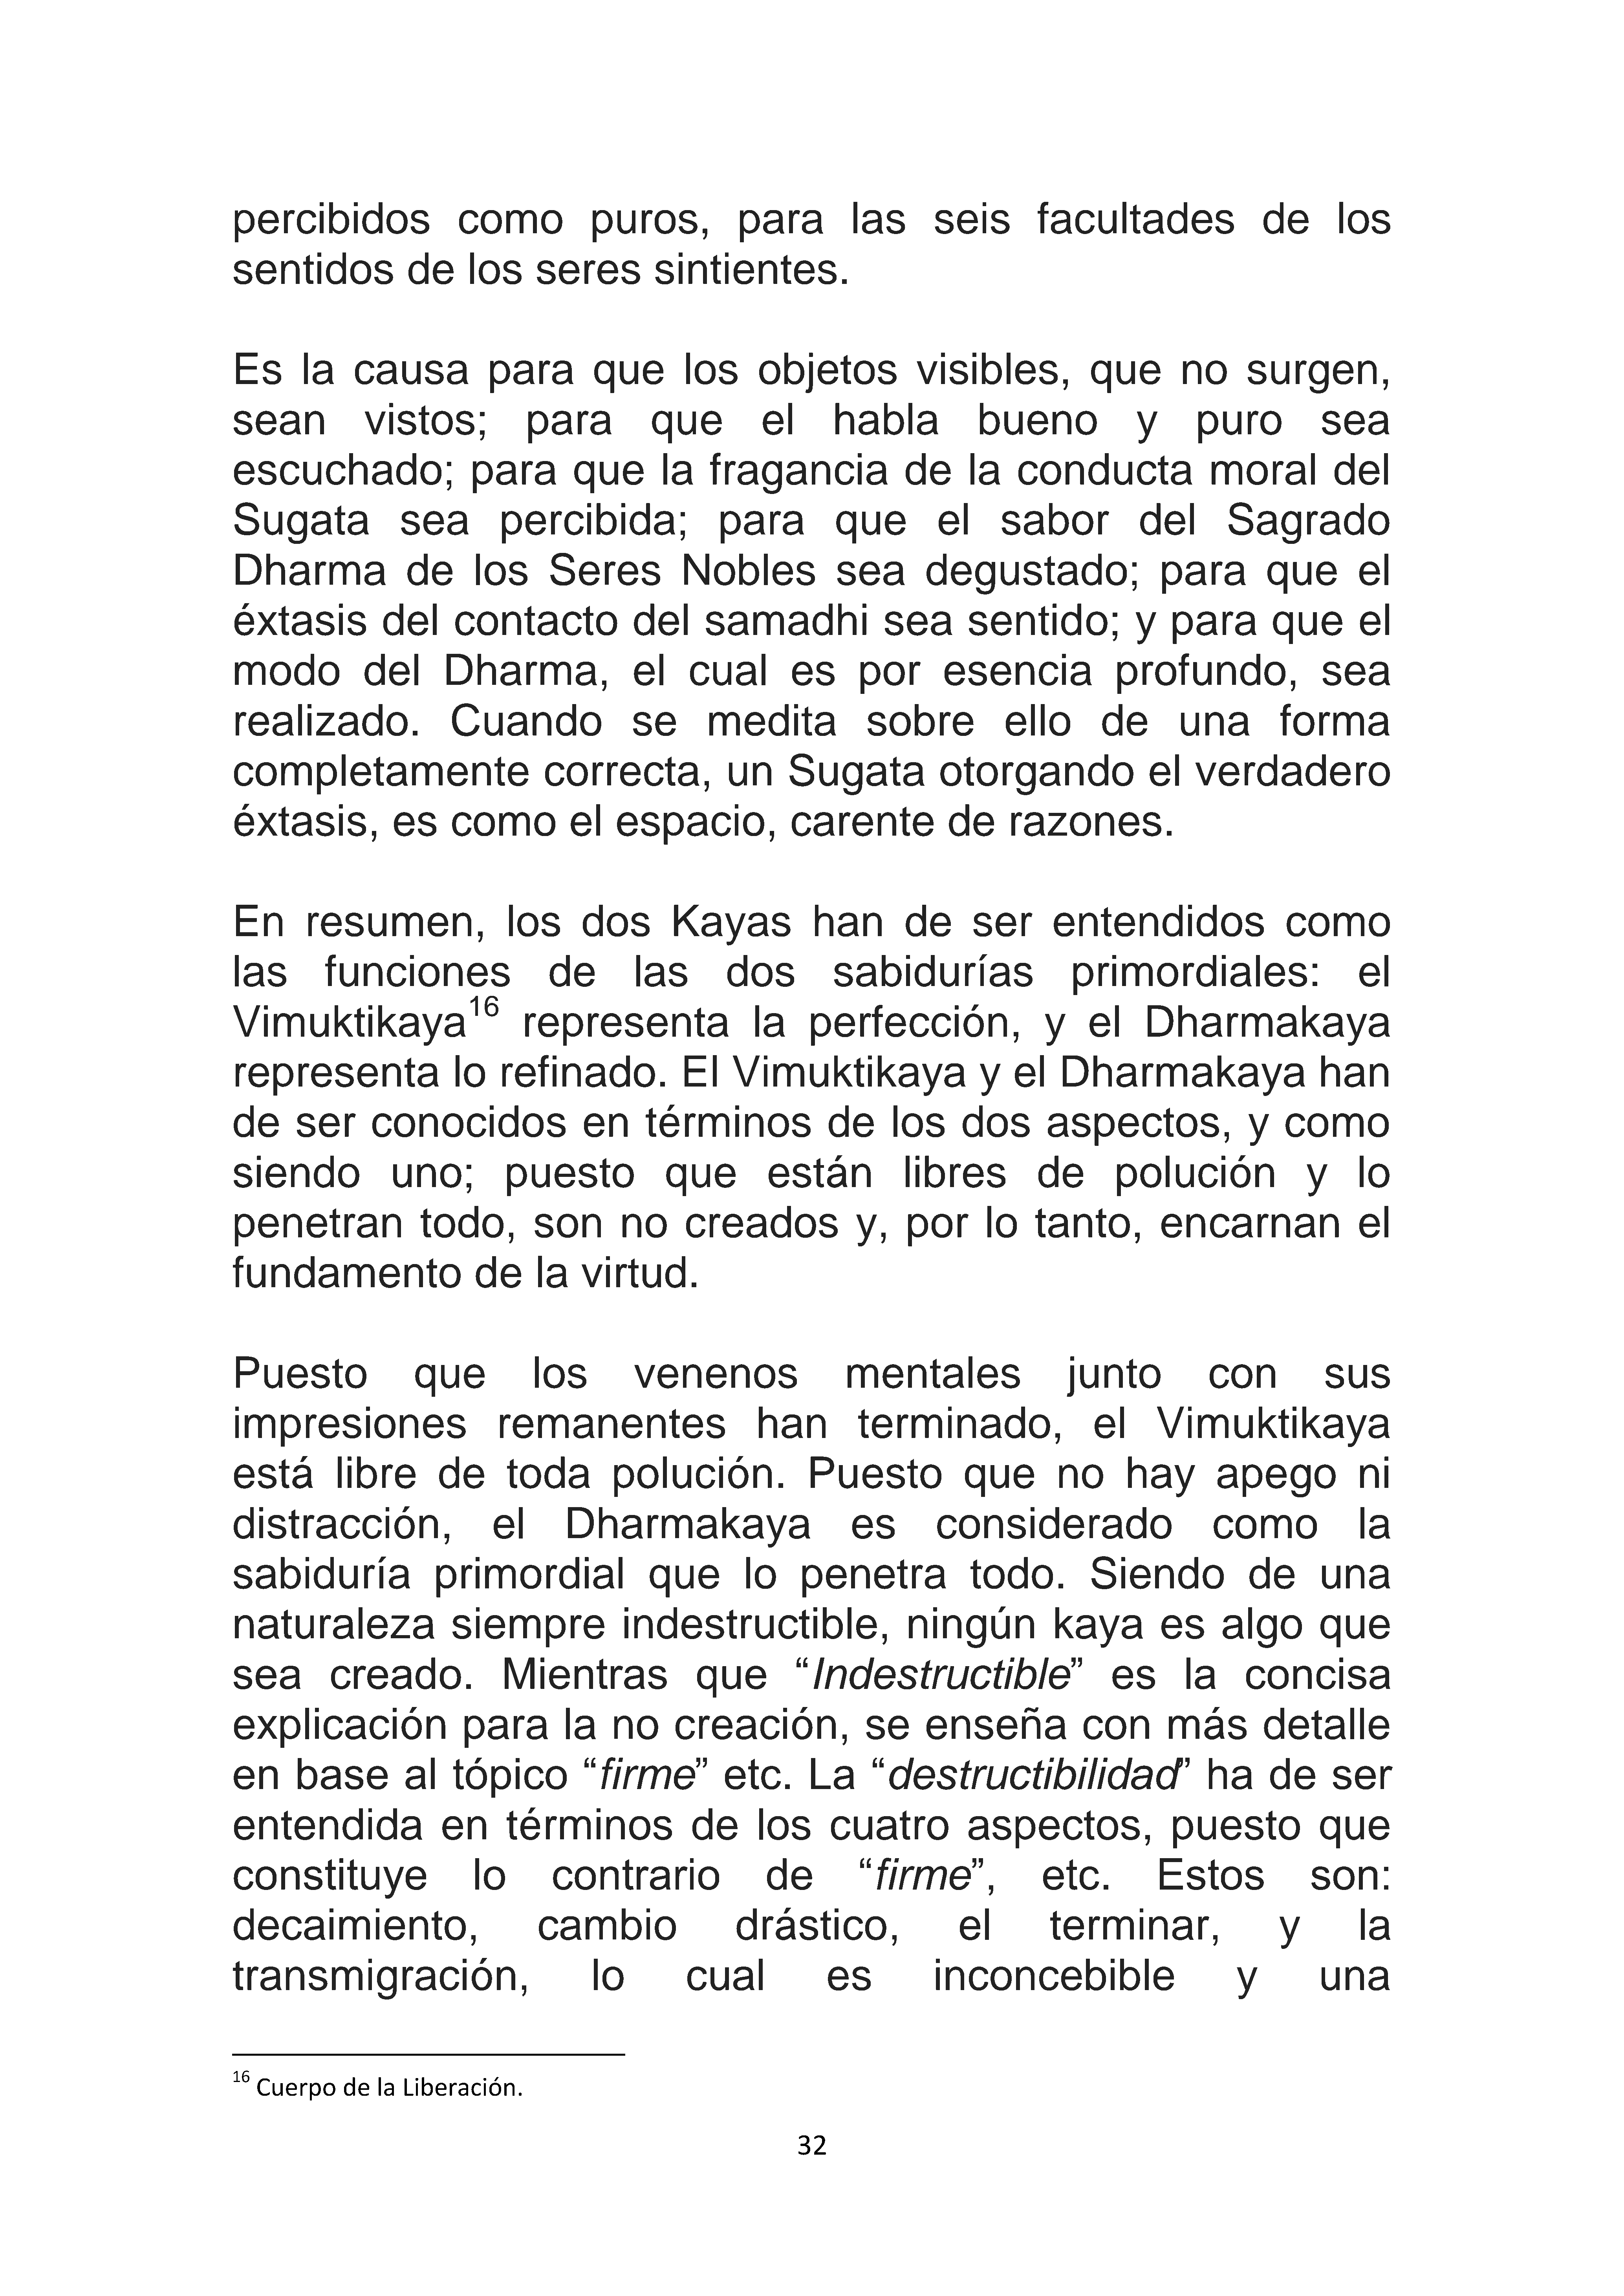 percibidos como puros, para las seis facultades de los
sentidos de los seres sintientes.
Es la causa para que los objetos visibles, que no surgen,
sean vistos; para que el habla bueno y puro sea
escuchado; para que la fragancia de la conducta moral del
Sugata sea percibida; para que el sabor del Sagrado
Dharma de los Seres Nobles sea degustado; para que el
éxtasis del contacto del samadhi sea sentido; y para que el
modo del Dharma, el cual es por esencia profundo, sea
realizado. Cuando se medita sobre ello de una forma
completamente correcta, un Sugata otorgando el verdadero
éxtasis, es como el espacio, carente de razones.
En resumen, los dos Kayas han de ser entendidos como
las funciones de las dos sabidurías primordiales: el
Vimuktikaya16 representa la perfección, y el Dharmakaya
representa lo refinado. El Vimuktikaya y el Dharmakaya han
de ser conocidos en términos de los dos aspectos, y como
siendo uno; puesto que están libres de polución y lo
penetran todo, son no creados y, por lo tanto, encarnan el
fundamento de la virtud.
Puesto que los venenos mentales junto con sus
impresiones remanentes han terminado, el Vimuktikaya
está libre de toda polución. Puesto que no hay apego ni
distracción, el Dharmakaya es considerado como la
sabiduría primordial que lo penetra todo. Siendo de una
naturaleza siempre indestructible, ningún kaya es algo que
sea creado. Mientras que “Indestructible” es la concisa
explicación para la no creación, se enseña con más detalle
en base al tópico “firme” etc. La “destructibilidad” ha de ser
entendida en términos de los cuatro aspectos, puesto que
constituye lo contrario de “firme”, etc. Estos son:
decaimiento, cambio drástico, el terminar, y la
transmigración, lo cual es inconcebible y una
16 Cuerpo de la Liberación.
32